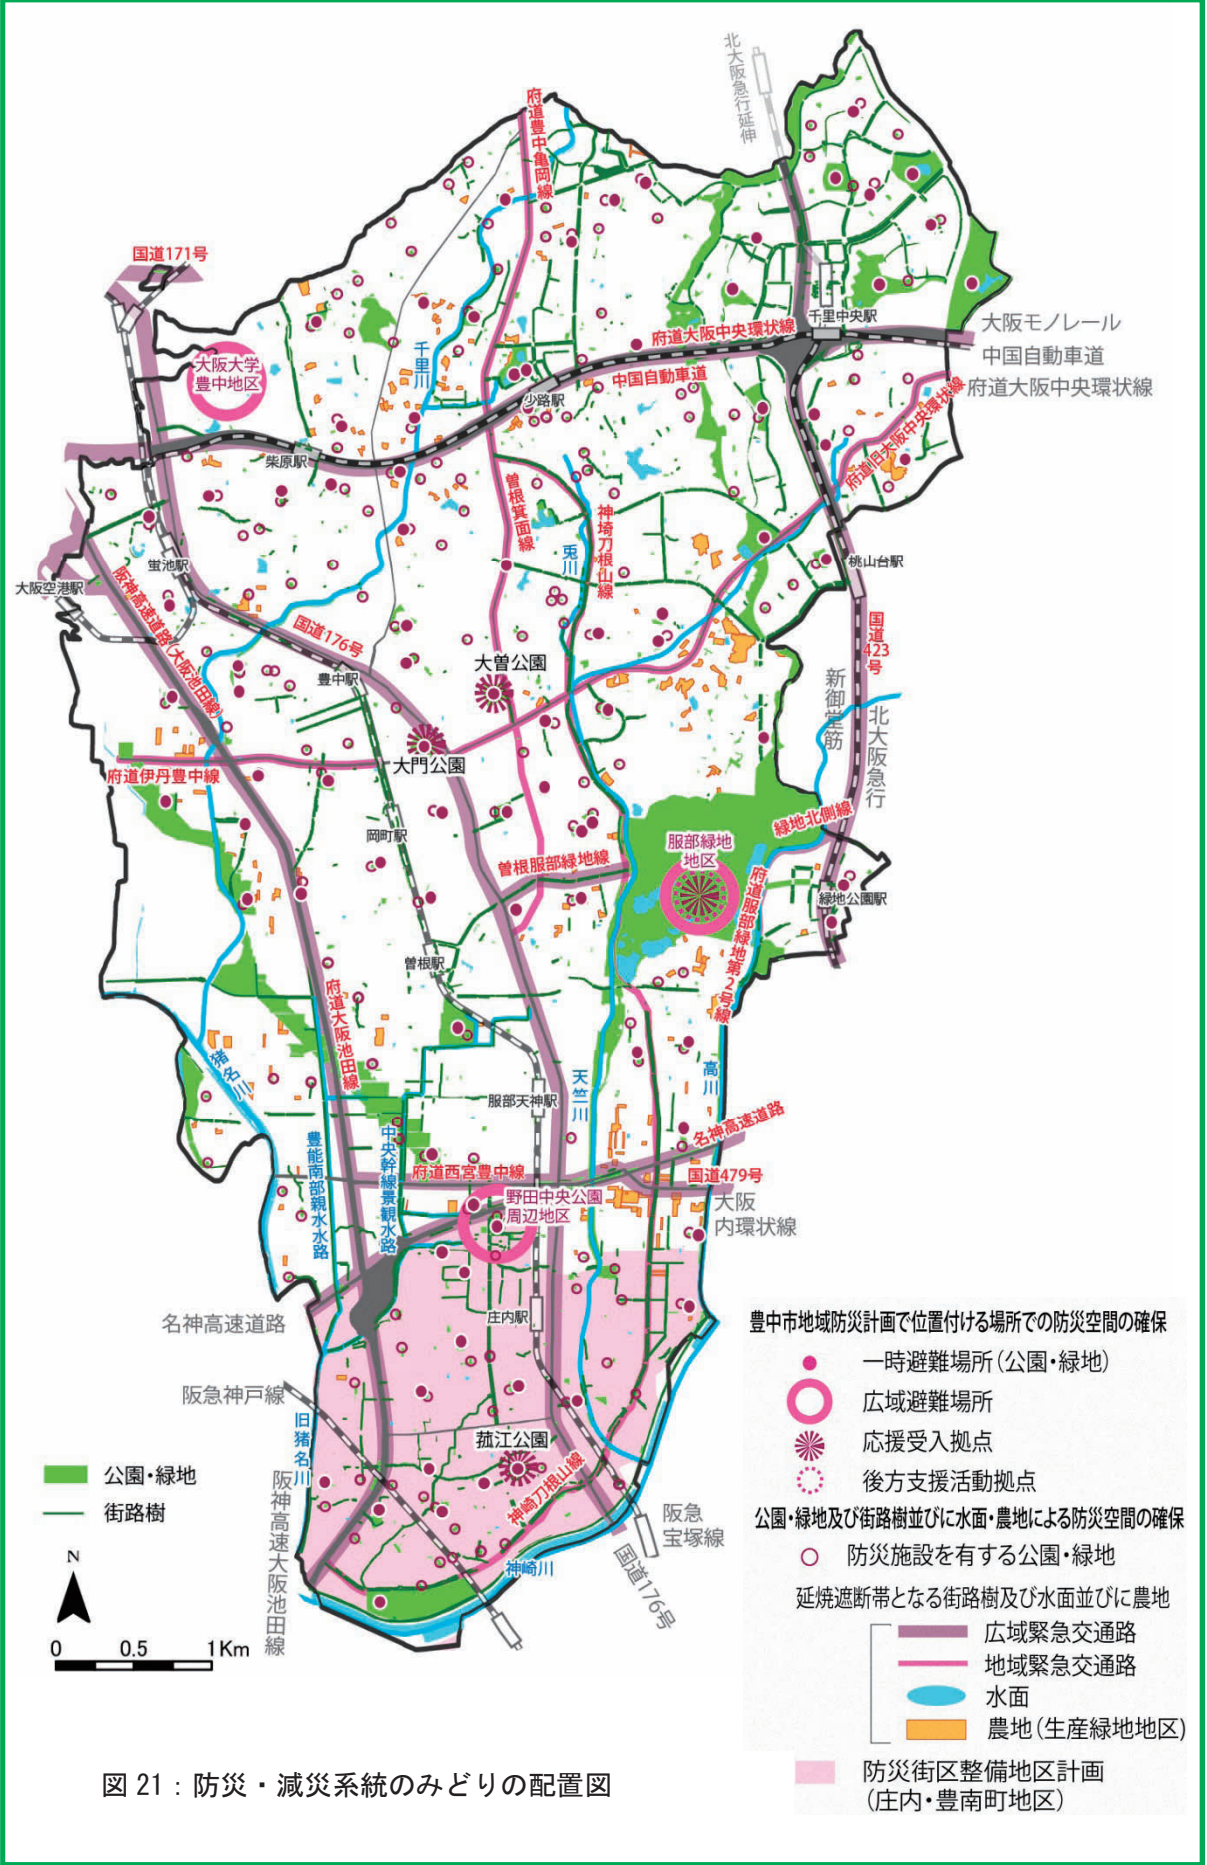 北大阪急行延伸
府道豊中亀岡線
国道171号
千里中央駅
大阪モノレール
中国自動車道
府道大阪中央環状線
府道大阪中央環状線
中国自動車道
大阪大学
豊中地区
千里川
少路駅
府道旧大阪中央環状線
柴原駅
曽根箕面線
神埼刀根山線
兎川
蛍池駅
大阪空港駅
桃山台駅
阪神高速道路(大阪池田線)
国道176号
国道423号
大曽公園
豊中駅
新御堂筋
北大阪急行
大門公園
府道伊丹豊中線
岡町駅
緑地北側線
服部緑地
地区
曽根服部緑地線
府道服部緑地第2号線
緑地公園駅
曽根駅
府道大阪池田線
猪名川
高川
天竺川
服部天神駅
名神高速道路
豊能南部親水水路
中央幹線景観水路
府道西宮豊中線
国道479号
野田中央公園
周辺地区
大阪
内環状線
名神高速道路
庄内駅
阪急神戸線
旧猪名川
菰江公園
阪神高速大阪池田線
神崎刀根山線
阪急
宝塚線
神崎川
国道176号
公園・緑地
街路樹
N
0 0.5 1Km
豊中市地域防災計画で位置付ける場所での防災空間の確保
一時避難場所(公園・緑地)
広域避難場所
応援受入拠点
後方支援活動拠点
公園・緑地及び街路樹並びに水面・農地による防災空間の確保
防災施設を有する公園・緑地
延焼遮断帯となる街路樹及び水面並びに農地
広域緊急交通路
地域緊急交通路
水面
農地(生産緑地地区)
防災街区整備地区計画
(庄内・豊南町地区)
図 21：防災・減災系統のみどりの配置図